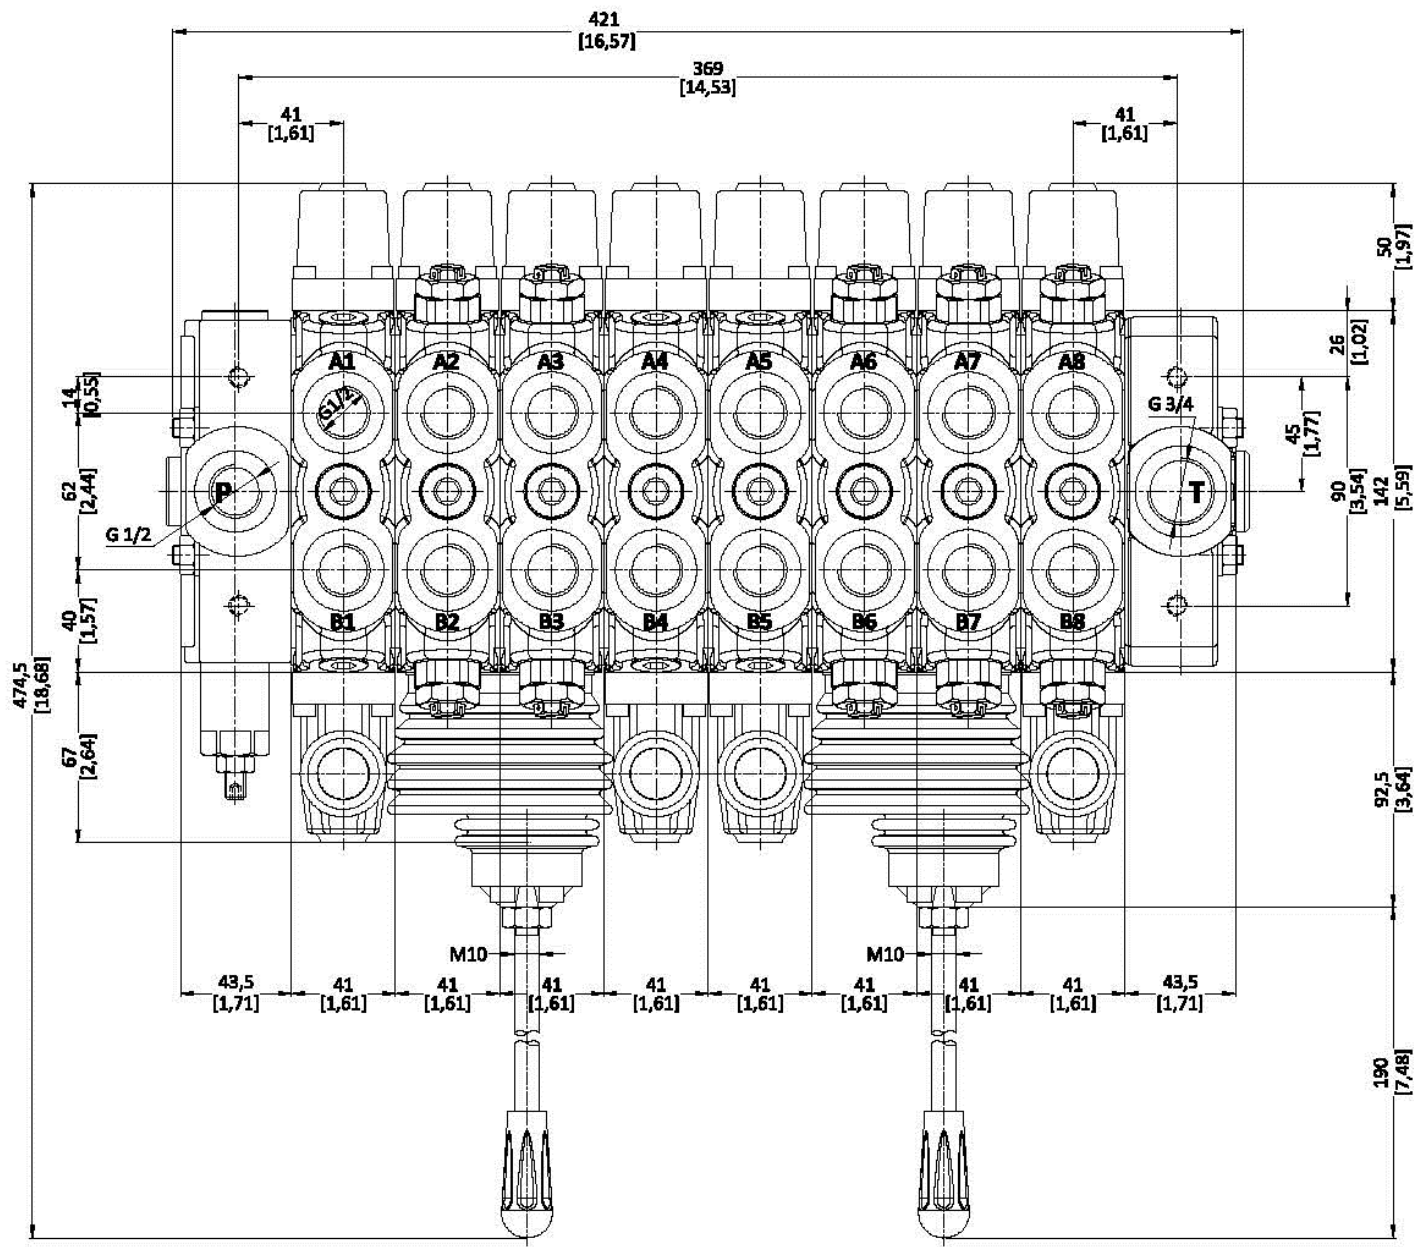 421
[16,57]
369
[14,53]
41
[1,61]
41
[1,61]
50
[1,97]
26
[1,02]
A1
A2
A3
A4
A5
A6
A7
A8
14
[0,55]
G1/2
G 3/4
45
[1,77]
90
[3,54]
142
[5,59]
62
[2,44]
P
T
G 1/2
40
[1,57]
B1
B2
B3
B4
B5
B6
B7
B8
474,5
[18,68]
67
[2,64]
92,5
[3,64]
M10
M10
43,5
[1,71]
41
[1,61]
41
[1,61]
41
[1,61]
41
[1,61]
41
[1,61]
41
[1,61]
41
[1,61]
41
[1,61]
43,5
[1,71]
190
[7,48]